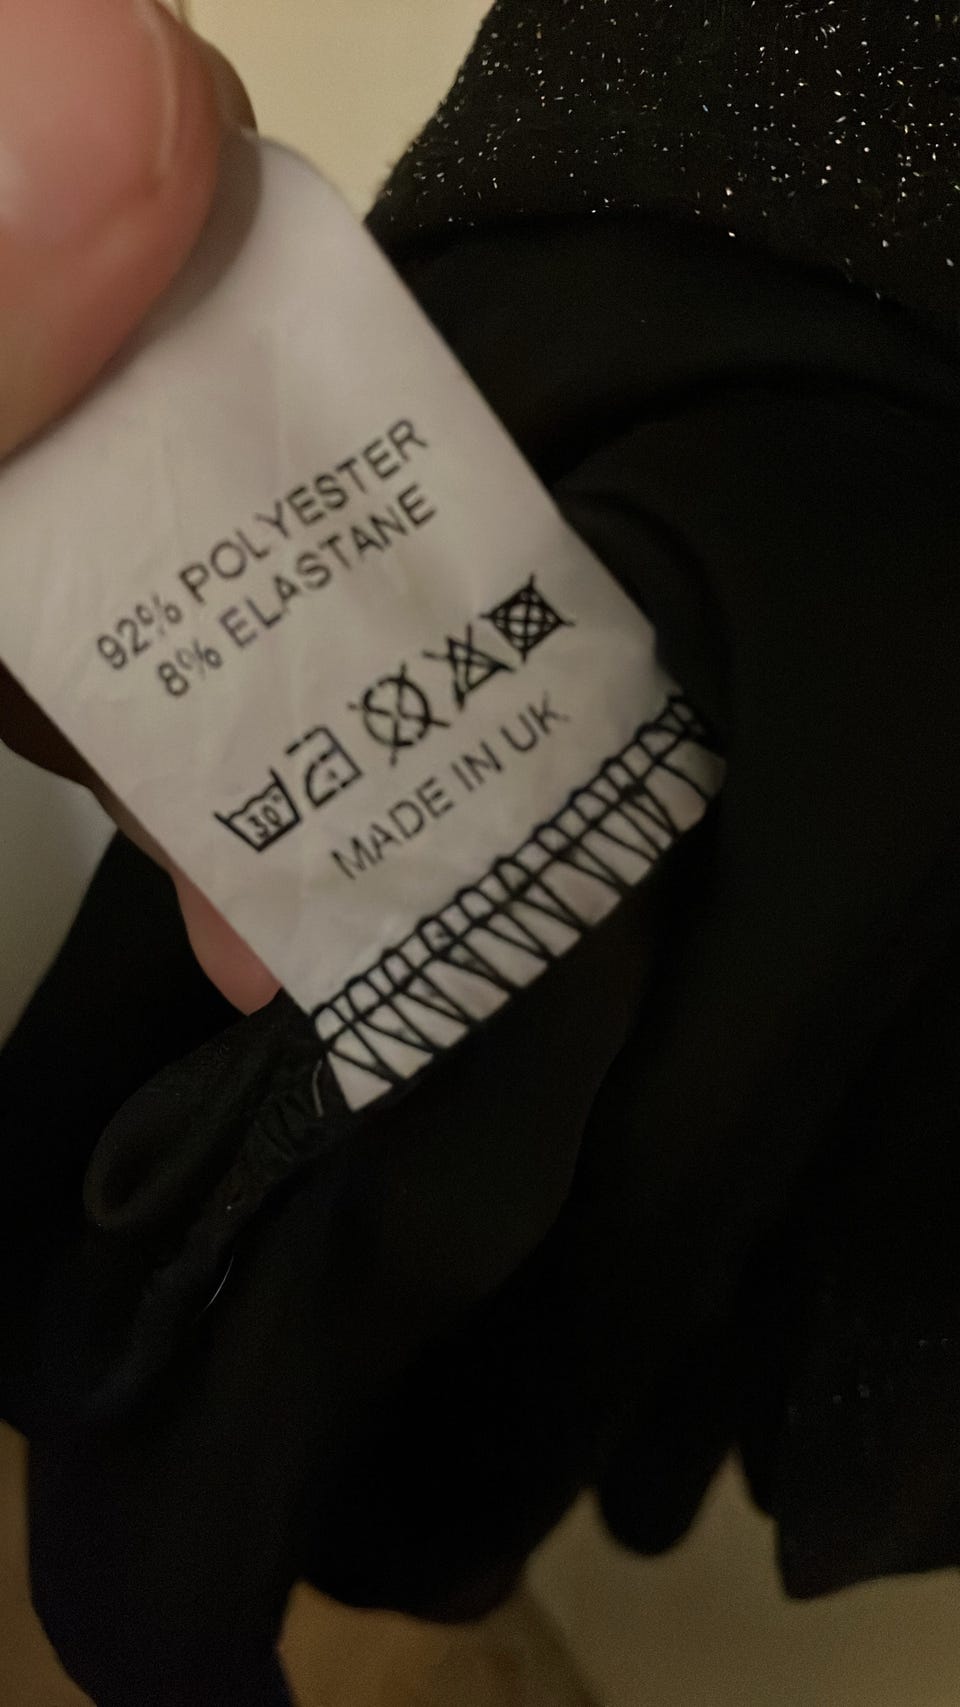 92% POLYESTER
8% ELASTANE
30°
MADE IN UK